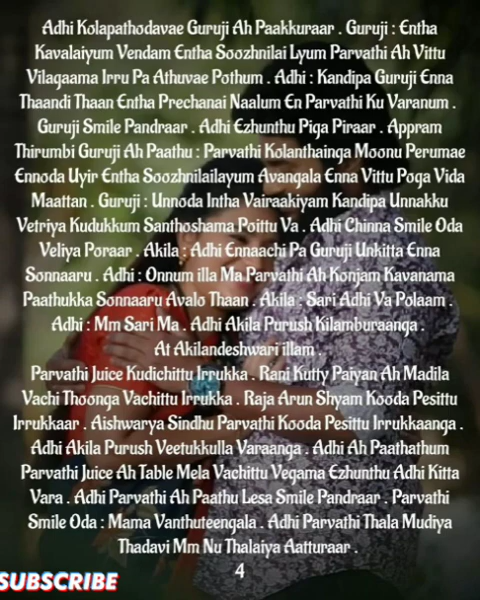 Adhi Kolapathodavae Guruji Ah Paakkuraar . Guruji : Entha
Kavalaiyum Vendam Entha Soozhnilai Lyum Parvathi Ah Vittu
Vilagaama Irru Pa Athuvae Pothum . Adhi : Kandipa Guruji Enna
Thaandi Thaan Entha Prechanai Naalum En Parvathi Ku Varanum .
Guruji Smile Pandraar . Adhi Ezhunthu Piga Piraar . Appram
Thirumbi Guruji Ah Paathu : Parvathi Kolanthainga Moonu Perumae
Ennoda Uyir Entha Soozhnilailayum Avangala Enna Vittu Poga Vida
Maattan . Guruji : Unnoda Intha Vairaakiyam Kandipa Unnakku
Vetriya Kudukkum Santhoshama Poittu Va . Adhi Chinna Smile Oda
Veliya Poraar . Akila : Adhi Ennaachi Pa Guruji Unkitta Enna
Sonnaaru . Adhi : Onnum illa Ma Parvathi Ah Konjam Kavanama
Paathukka Sonnaaru Avalo Thaan . Akila : Sari Adhi Va Polaam .
Adhi : Mm Sari Ma . Adhi Akila Purush Kilamburaanga .
At Akilandeshwari illam .
Parvathi Juice Kudichittu Irrukka . Rani Kutty Paiyan Ah Madila
Vachi Thoonga Vachittu Irrukka . Raja Arun Shyam Kooda Pesittu
Irrukkaar . Aishwarya Sindhu Parvathi Kooda Pesittu Irrukkaanga .
Adhi Akila Purush Veetukkulla Varaanga . Adhi Ah Paathathum
Parvathi Juice Ah Table Mela Vachittu Vegama Ezhunthu Adhi Kitta
Vara . Adhi Parvathi Ah Paathu Lesa Smile Pandraar . Parvathi
Smile Oda : Mama Vanthuteengala . Adhi Parvathi Thala Mudiya
Thadavi Mm Nu Thalaiya Aatturaar .
4
SUBSCRIBE